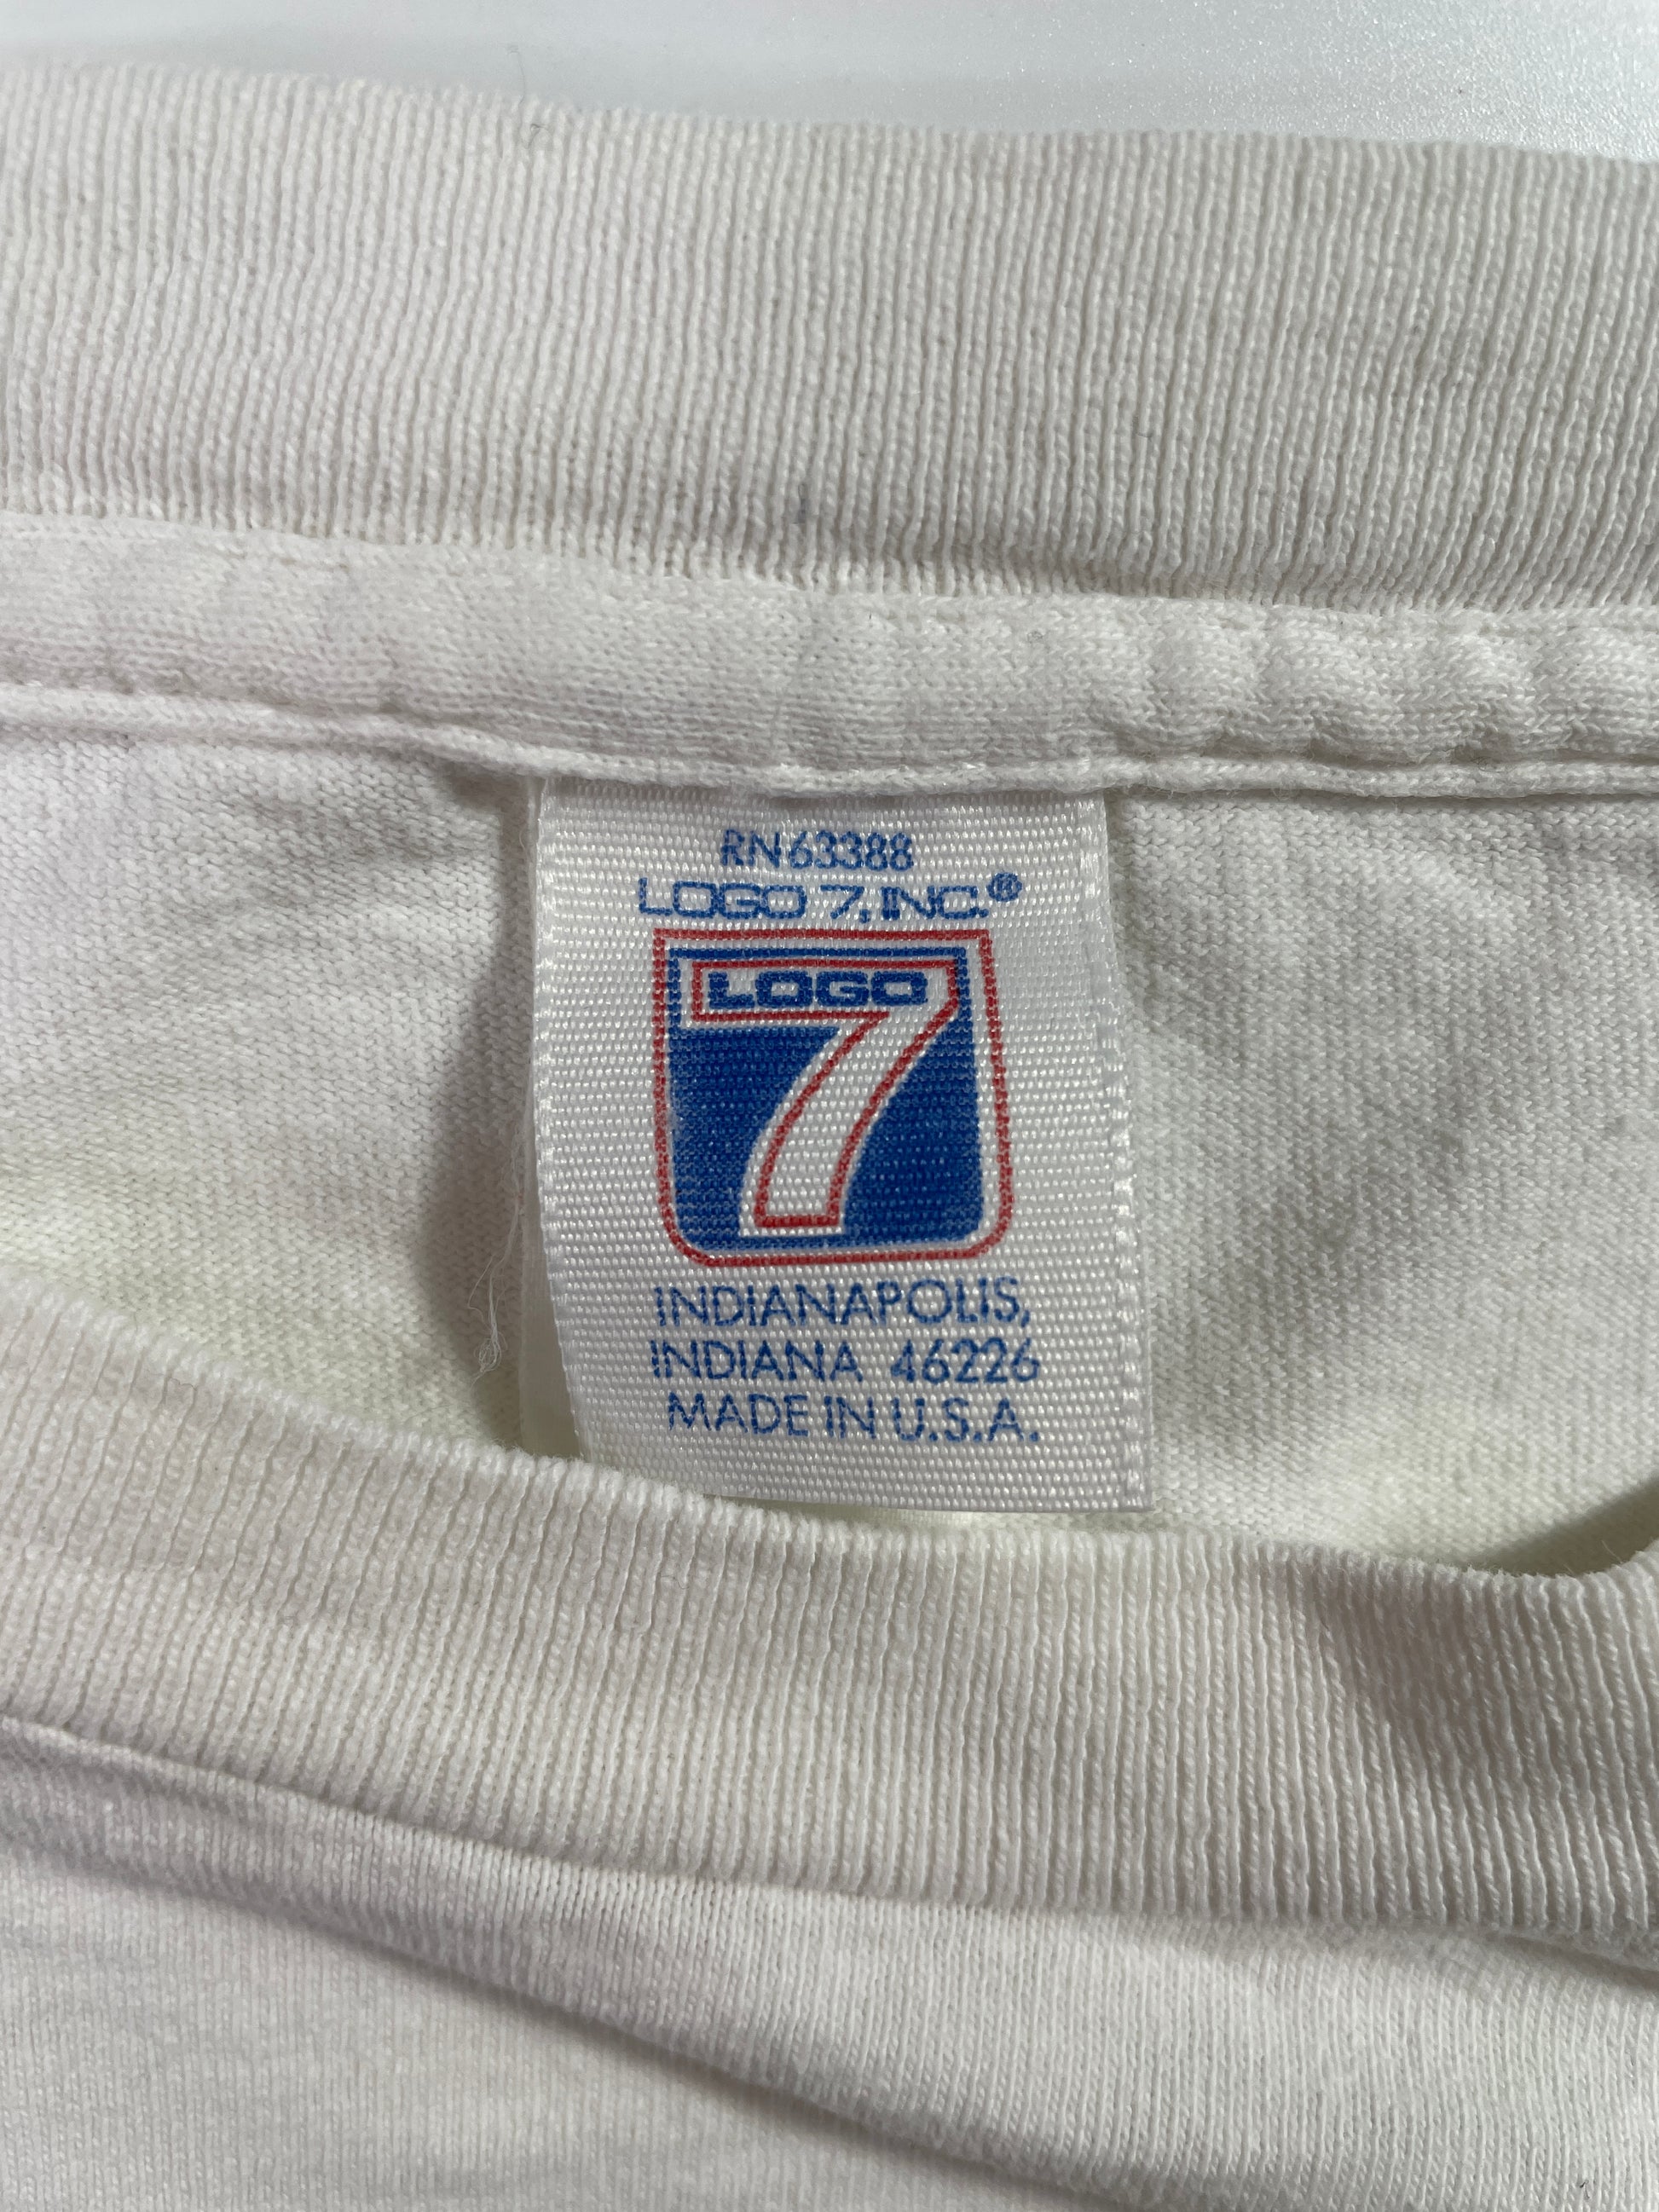 RN63388
LOGO 7, INC.®
LOGO
7
INDIANAPOLIS,
INDIANA 46226
MADE IN U.S.A.